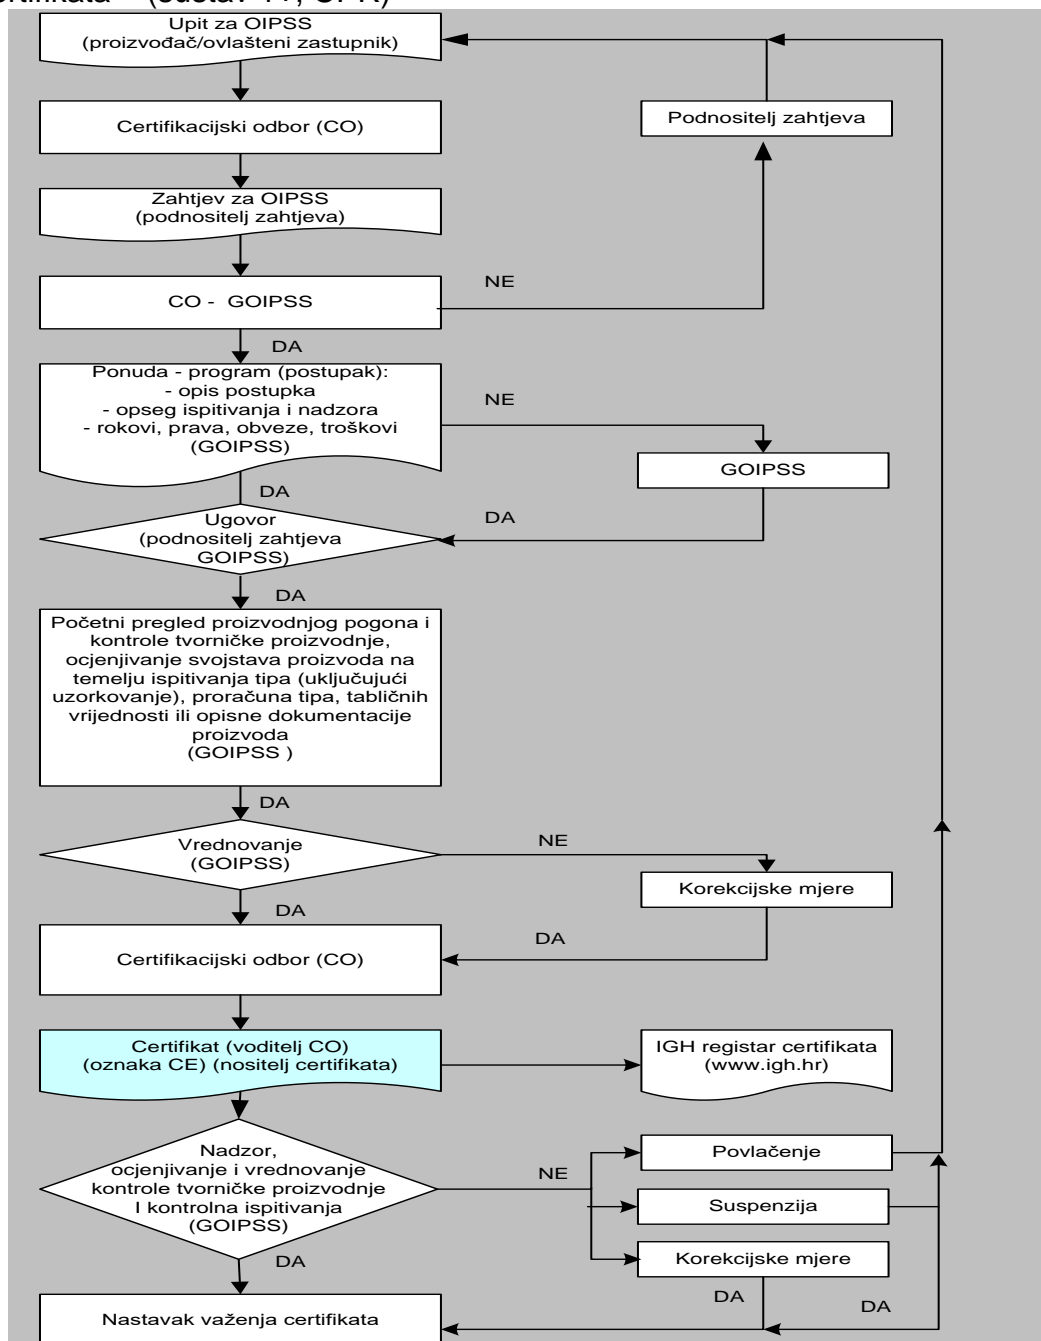 (sustav 1+, CPR)
Upit za OIPSS
(proizvođač/ovlašteni zastupnik)
Certifikacijski odbor (CO)
Podnositelj zahtjeva
Zahtjev za OIPSS
(podnositelj zahtjeva)
NE
CO - GOIPSS
DA
Ponuda - program (postupak):
- opis postupka
- opseg ispitivanja i nadzora
- rokovi, prava, obveze, troškovi
(GOIPSS)
NE
GOIPSS
DA
DA
Ugovor
(podnositelj zahtjeva
GOIPSS)
DA
Početni pregled proizvodnjog pogona i
kontrole tvorničke proizvodnje,
ocjenjivanje svojstava proizvoda na
temelju ispitivanja tipa (uključujući
uzorkovanje), proračuna tipa, tabličnih
vrijednosti ili opisne dokumentacije
proizvoda
(GOIPSS )
DA
Vrednovanje
(GOIPSS)
NE
Korekcijske mjere
DA
DA
Certifikacijski odbor (CO)
Certifikat (voditelj CO)
(oznaka CE) (nositelj certifikata)
IGH registar certifikata
(www.igh.hr)
Nadzor,
ocjenjivanje i vrednovanje
kontrole tvorničke proizvodnje
I kontrolna ispitivanja
(GOIPSS)
NE
Povlačenje
Suspenzija
Korekcijske mjere
DA
DA
DA
Nastavak važenja certifikata